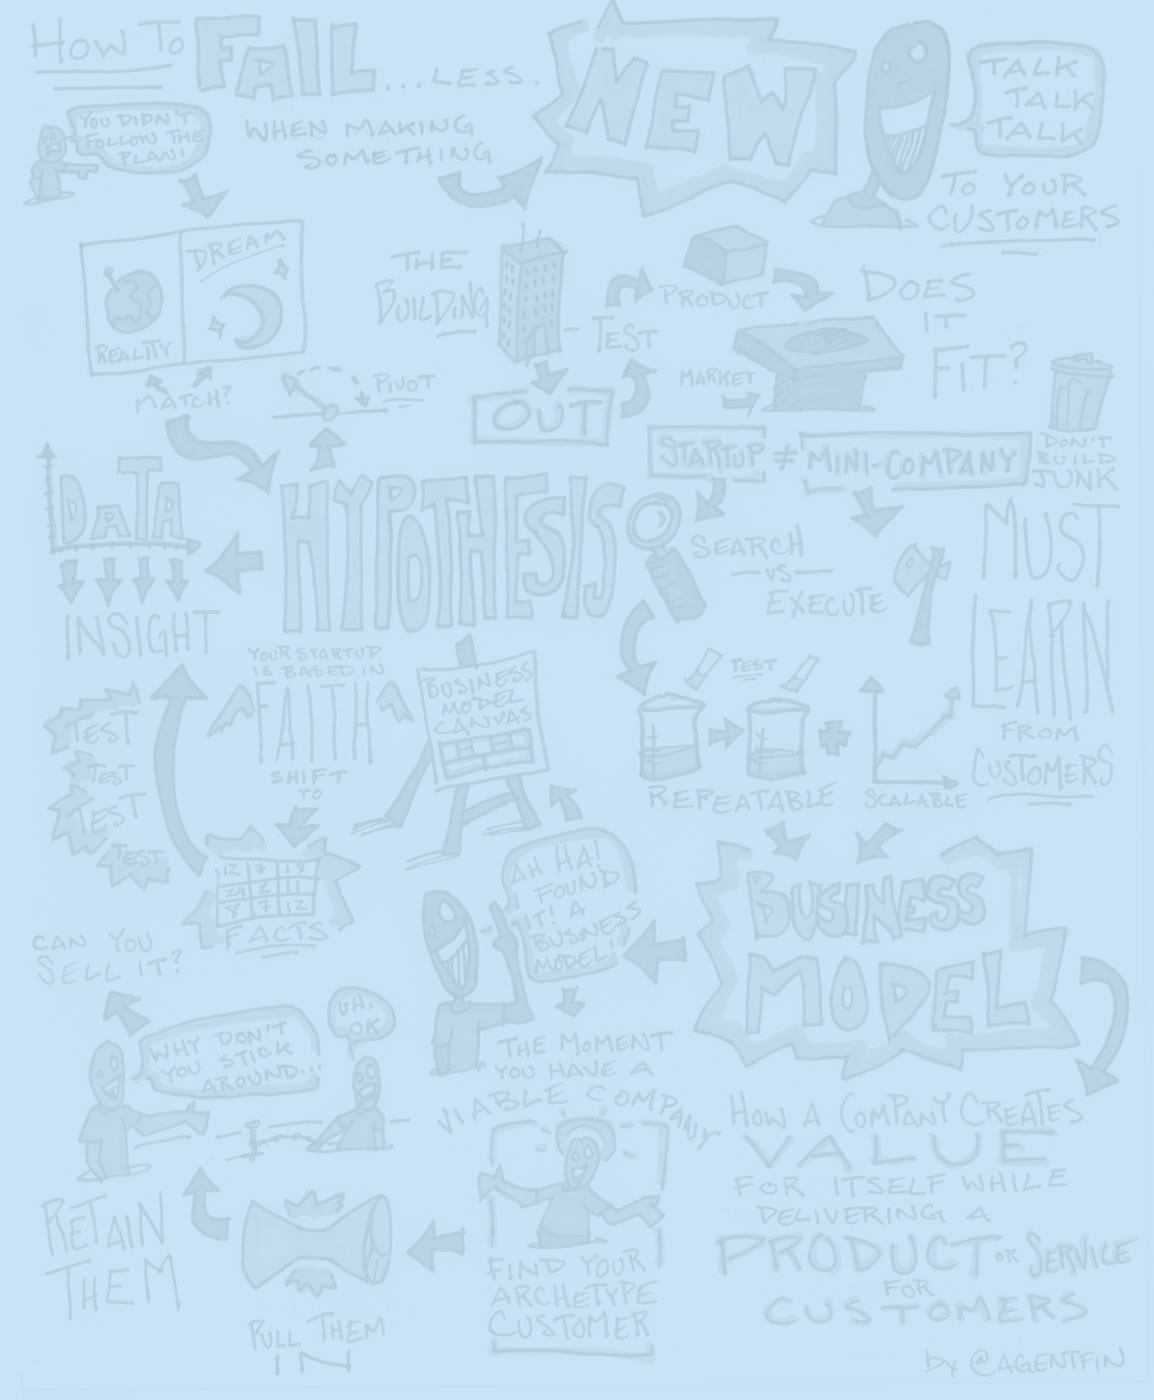 HOW TO FAIL ...LESS.
WHEN MAKING
SOMETHING
NEW
TALK
TALK
TALK
TO YOUR
CUSTOMERS
YOU DIDN'T
FOLLOW THE
PLAN!
REALITY
DREAM
MATCH?
PIVOT
THE
BUILDING
OUT
TEST
PRODUCT
MARKET
DOES
IT
FIT?
STARTUP ≠ MINI-COMPANY
DON'T
BUILD
JUNK
DATA
INSIGHT
HYPOTHESIS
SEARCH
VS
EXECUTE
MUST
LEARN
FROM
CUSTOMERS
YOUR STARTUP
IS BASED IN
FAITH
SHIFT
TO
BUSINESS
MODEL
CANVAS
TEST
REPEATABLE
SCALABLE
TEST
TEST
TEST
TEST
12 7 19
29 2 11
8 7 12
FACTS
AH HA!
I FOUND
IT! A
BUSINESS
MODEL!
BUSINESS
MODEL
CAN YOU
SELL IT?
WHY DON'T
YOU STICK
AROUND...
UH,
OK
THE MOMENT
YOU HAVE A
VIABLE COMPANY
HOW A COMPANY CREATES
VALUE
FOR ITSELF WHILE
DELIVERING A
PRODUCT OR SERVICE
FOR
CUSTOMERS
RETAIN
THEM
PULL THEM
IN
FIND YOUR
ARCHETYPE
CUSTOMER
by @AGENTFIN